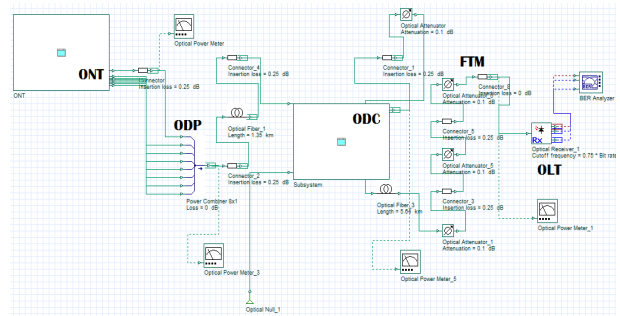 ONT
ONT
Optical Power Meter
Connector
Insertion loss = 0.25 dB
ODP
Power Combiner 8x1
Loss = 0 dB
Connector_4
Insertion loss = 0.25 dB
Optical Fiber_1
Length = 1.35 km
Connector_2
Insertion loss = 0.25 dB
Optical Power Meter_3
Optical Null_1
ODC
Subsystem
Optical Attenuator
Attenuation = 0.1 dB
Connector_1
Insertion loss = 0.25 dB
Optical Fiber_3
Optical Power Meter_5
FTM
Connector_8
Insertion loss = 0 dB
Optical Attenuator
Attenuation = 0.1 dB
Insertion loss = 0.25 dB
Optical Attenuator_5
Attenuation = 0.1 dB
Connector_3
Insertion loss = 0.25 dB
Optical Attenuator_1
Attenuation = 0.1 dB
BER Analyzer
Rx
Optical Receiver_1
Cutoff frequency = 0.75 * Bit rate
OLT
Optical Power Meter_1